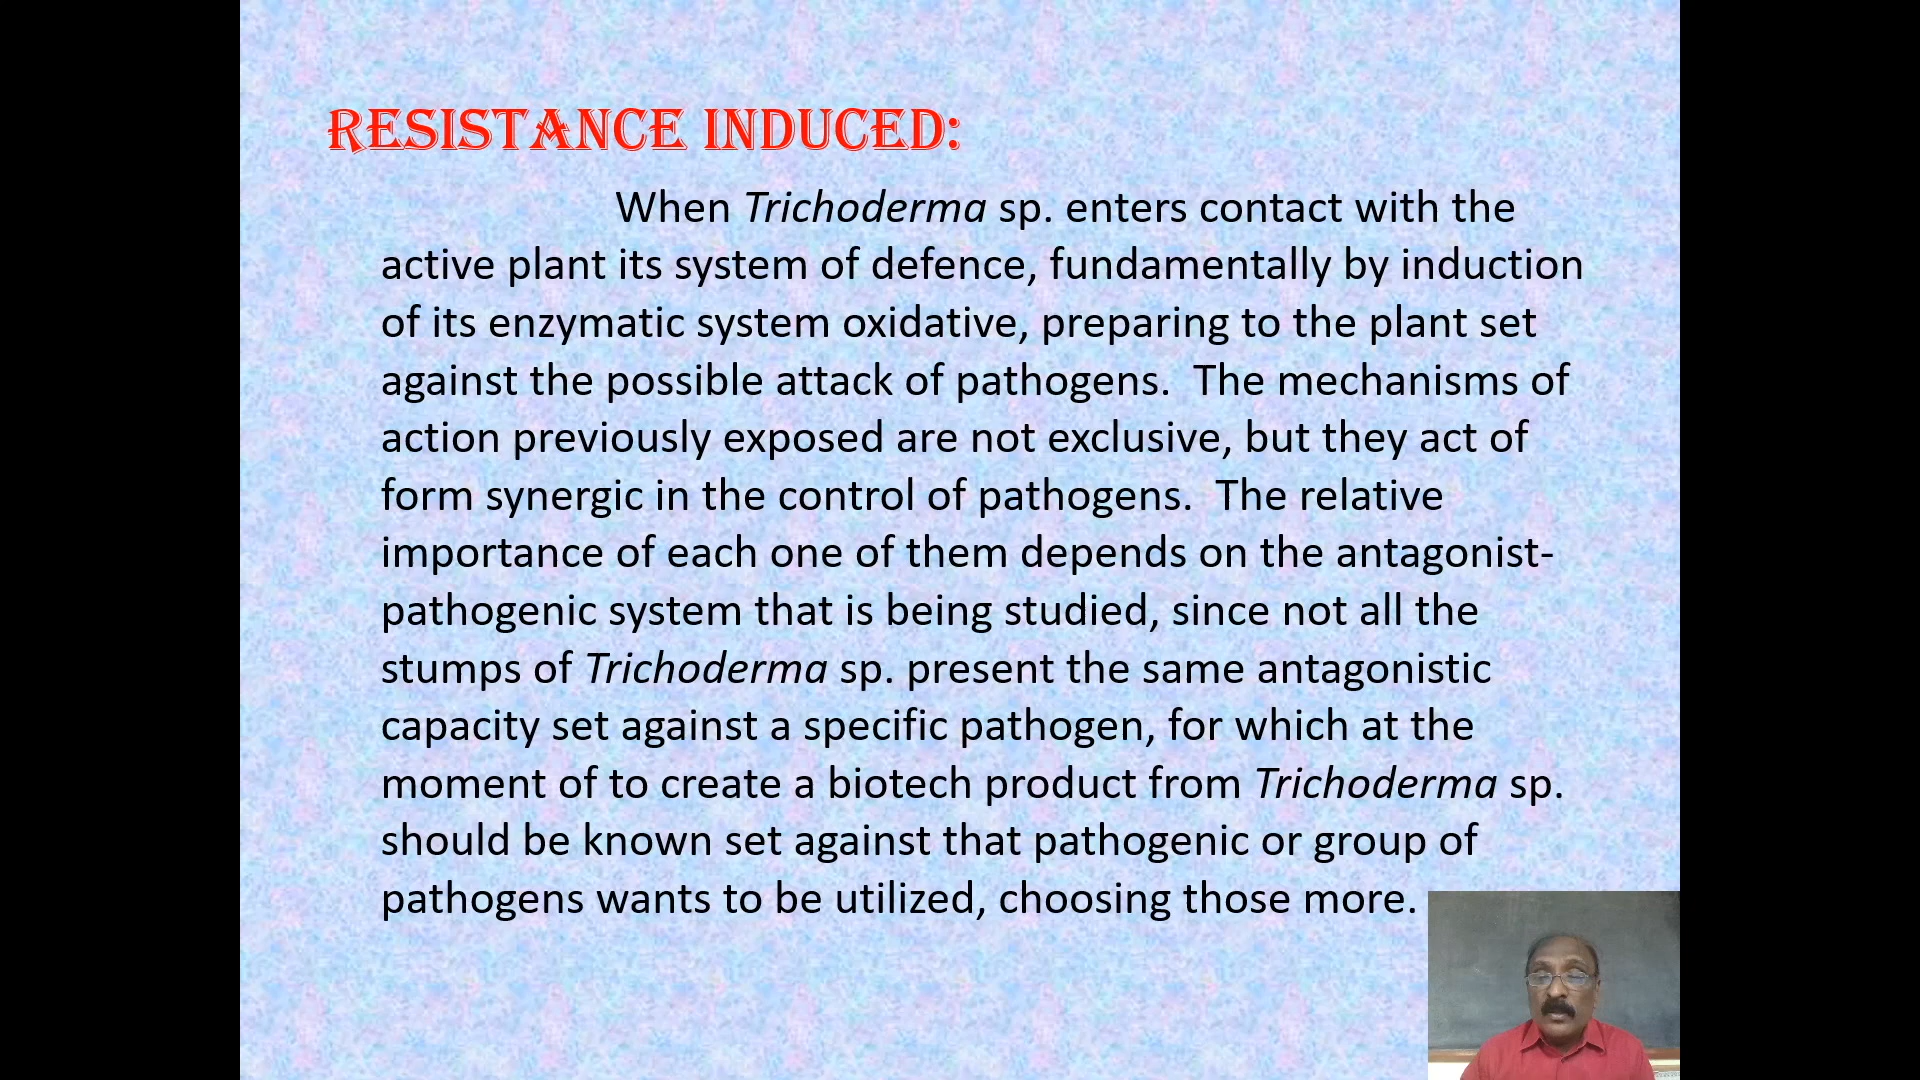 RESISTANCE INDUCED:
When Trichoderma sp. enters contact with the
active plant its system of defence, fundamentally by induction
of its enzymatic system oxidative, preparing to the plant set
against the possible attack of pathogens.  The mechanisms of
action previously exposed are not exclusive, but they act of
form synergic in the control of pathogens.  The relative
importance of each one of them depends on the antagonist-
pathogenic system that is being studied, since not all the
stumps of Trichoderma sp. present the same antagonistic
capacity set against a specific pathogen, for which at the
moment of to create a biotech product from Trichoderma sp.
should be known set against that pathogenic or group of
pathogens wants to be utilized, choosing those more.